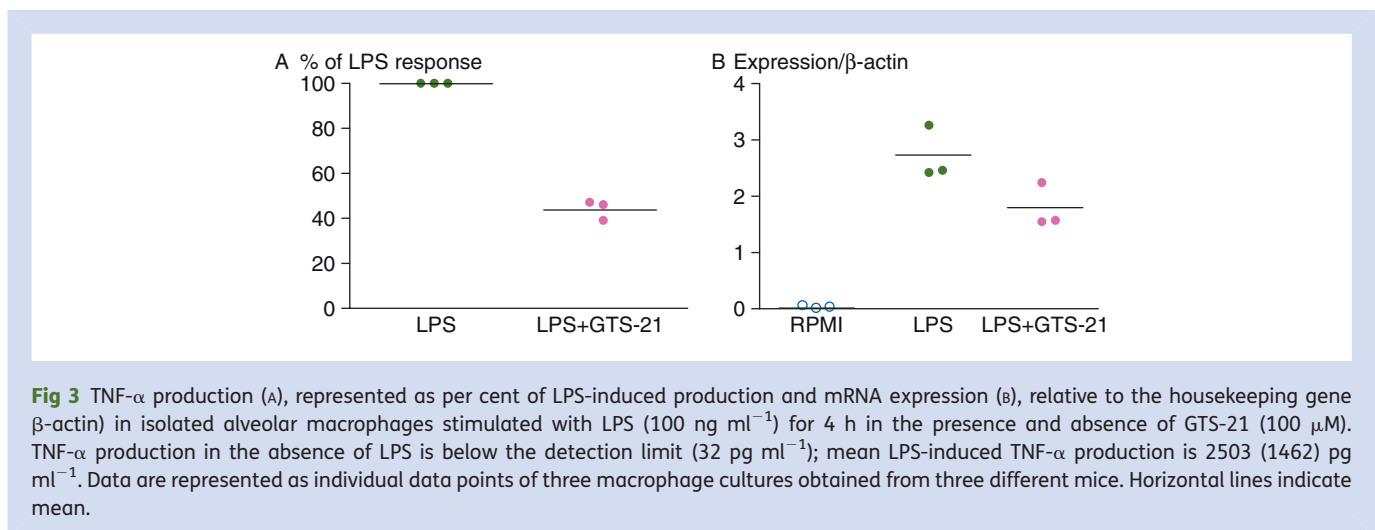 A % of LPS response
100
80
60
40
20
0
LPS
LPS+GTS-21
B Expression/β-actin
4
3
2
1
0
RPMI
LPS
LPS+GTS-21
Fig 3 TNF-α production (A), represented as per cent of LPS-induced production and mRNA expression (B), relative to the housekeeping gene
β-actin) in isolated alveolar macrophages stimulated with LPS (100 ng ml⁻¹) for 4 h in the presence and absence of GTS-21 (100 μM).
TNF-α production in the absence of LPS is below the detection limit (32 pg ml⁻¹); mean LPS-induced TNF-α production is 2503 (1462) pg
ml⁻¹. Data are represented as individual data points of three macrophage cultures obtained from three different mice. Horizontal lines indicate
mean.